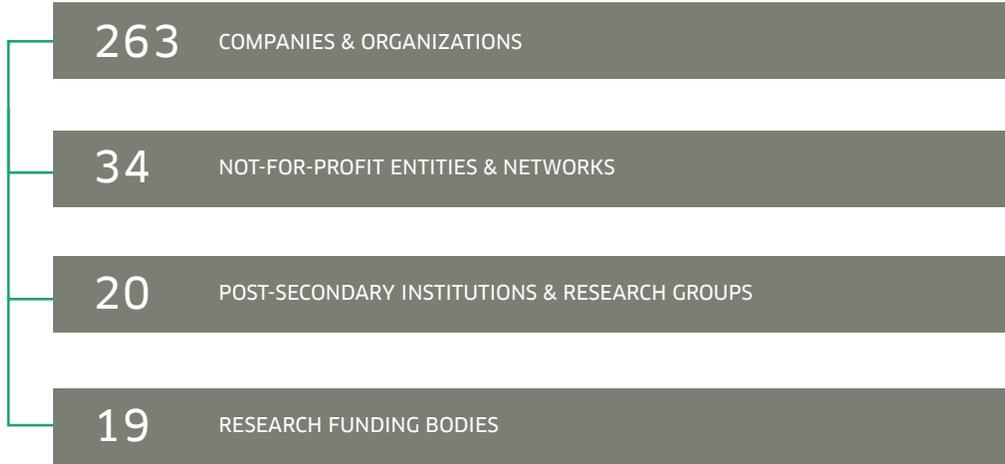 263 COMPANIES & ORGANIZATIONS
34 NOT-FOR-PROFIT ENTITIES & NETWORKS
20 POST-SECONDARY INSTITUTIONS & RESEARCH GROUPS
19 RESEARCH FUNDING BODIES